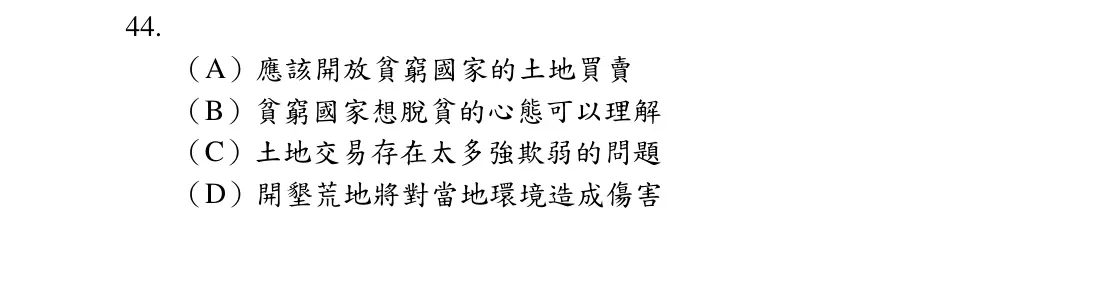 44.
（A）應該開放貧窮國家的土地買賣
（B）貧窮國家想脫貧的心態可以理解
（C）土地交易存在太多強欺弱的問題
（D）開墾荒地將對當地環境造成傷害